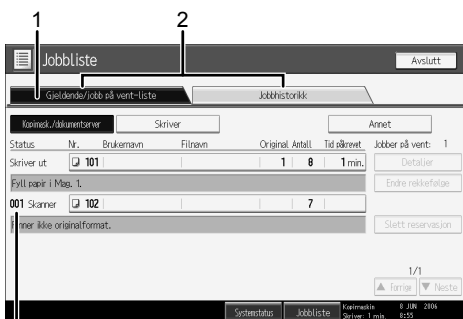 1 2
Jobbliste Avslutt
Gjeldende/jobb på vent-liste Jobbhistorikk
Kopimask./dokumentserver Skriver Annet
Status Nr. Brukernavn Filnavn Original Antall Tid påkrevet Jobber på vent: 1
Skriver ut 101 1 8 1 min. Detaljer
Fyll papir i Mag. 1. Endre rekkefølge
001 Skanner 102 7
Finner ikke originalformat. Slett reservasjon
1/1
▲ Forrige ▼ Neste
Systemstatus Jobbliste Kopimaskin 8 JUN 2006
Skriver: 1 min. 8:55